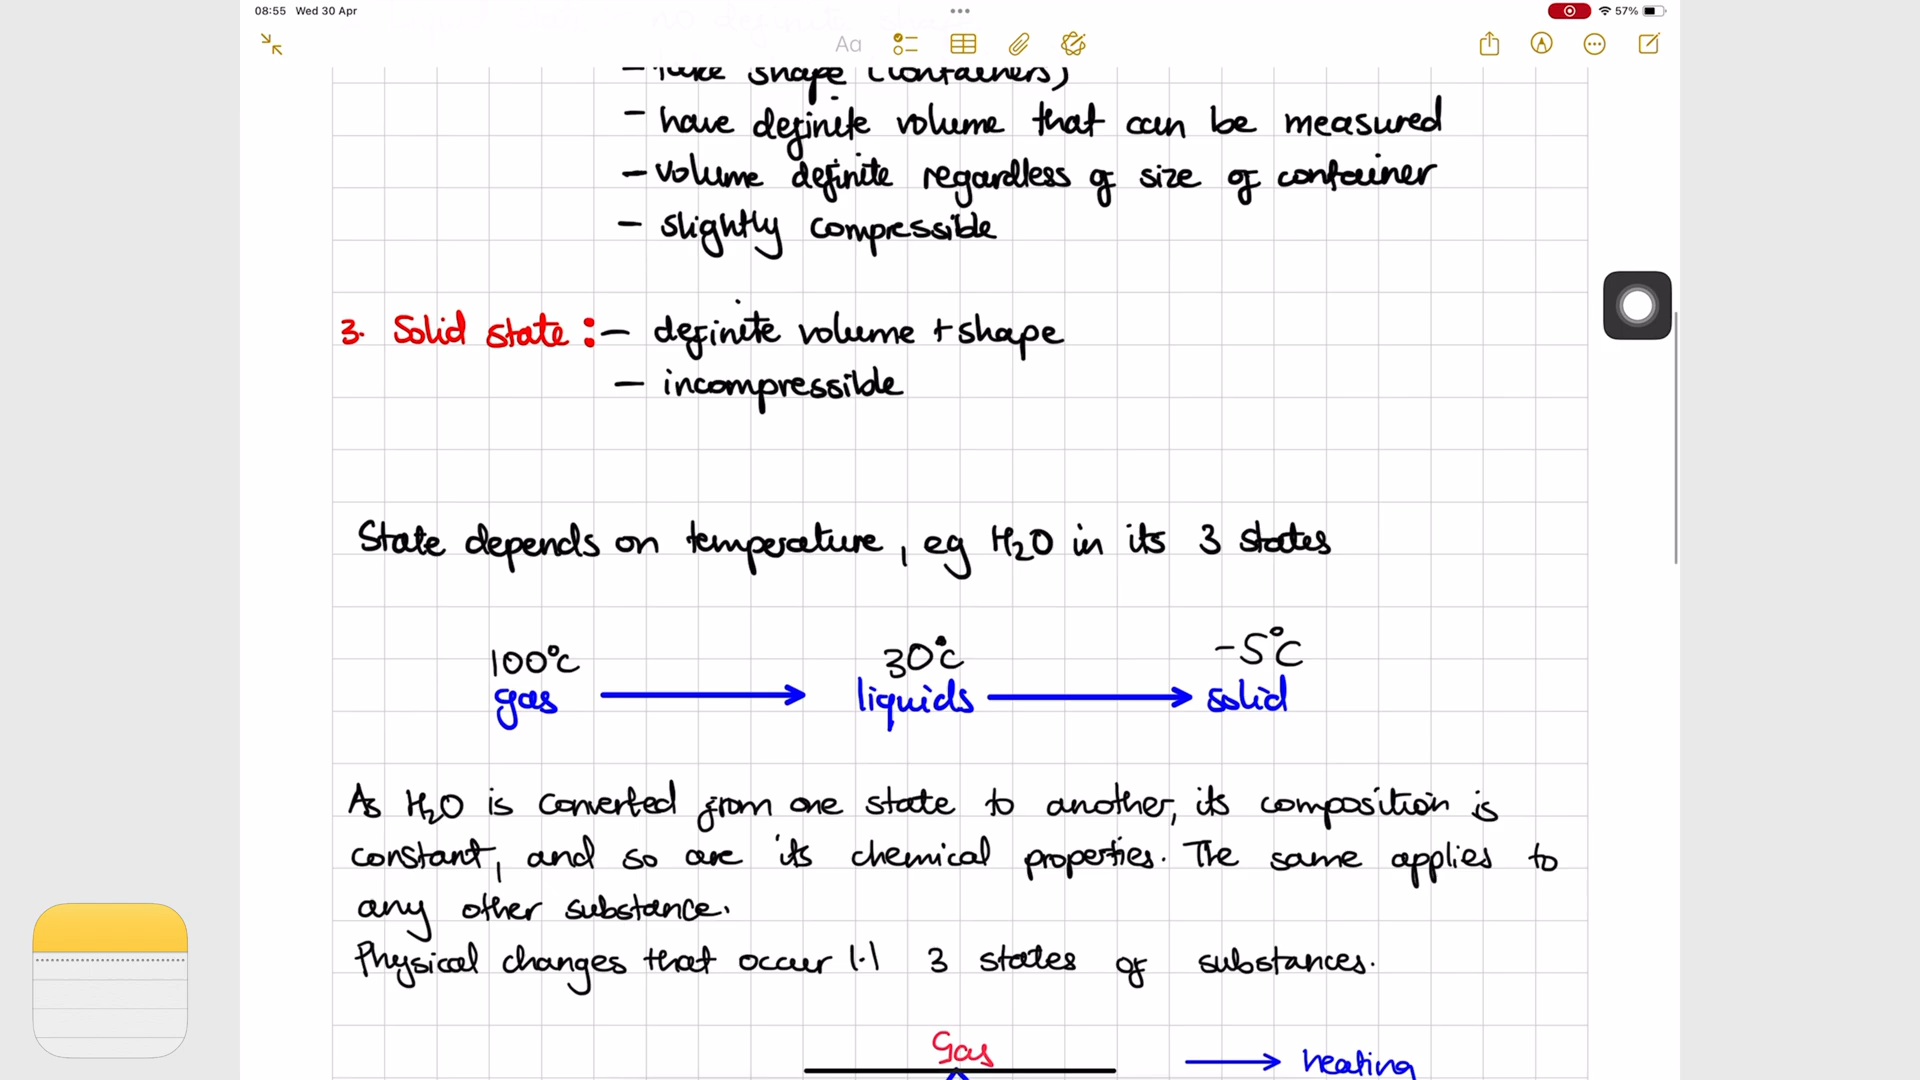 08:55 Wed 30 Apr
57%
Aa
- take shape (containers)
- have definite volume that can be measured
- volume definite regardless of size of container
- slightly compressible
3. Solid state : - definite volume + shape
- incompressible
State depends on temperature, eg H₂O in its 3 states
100°c 30°c -5°C
gas → liquids → solid
As H₂O is converted from one state to another, its composition is
constant, and so are its chemical properties. The same applies to
any other substance.
Physical changes that occur |·| 3 states of substances.
Gas
→ heating